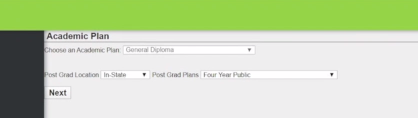 Academic Plan
Choose an Academic Plan: General Diploma
Post Grad Location: In-State Post Grad Plans: Four Year Public
Next